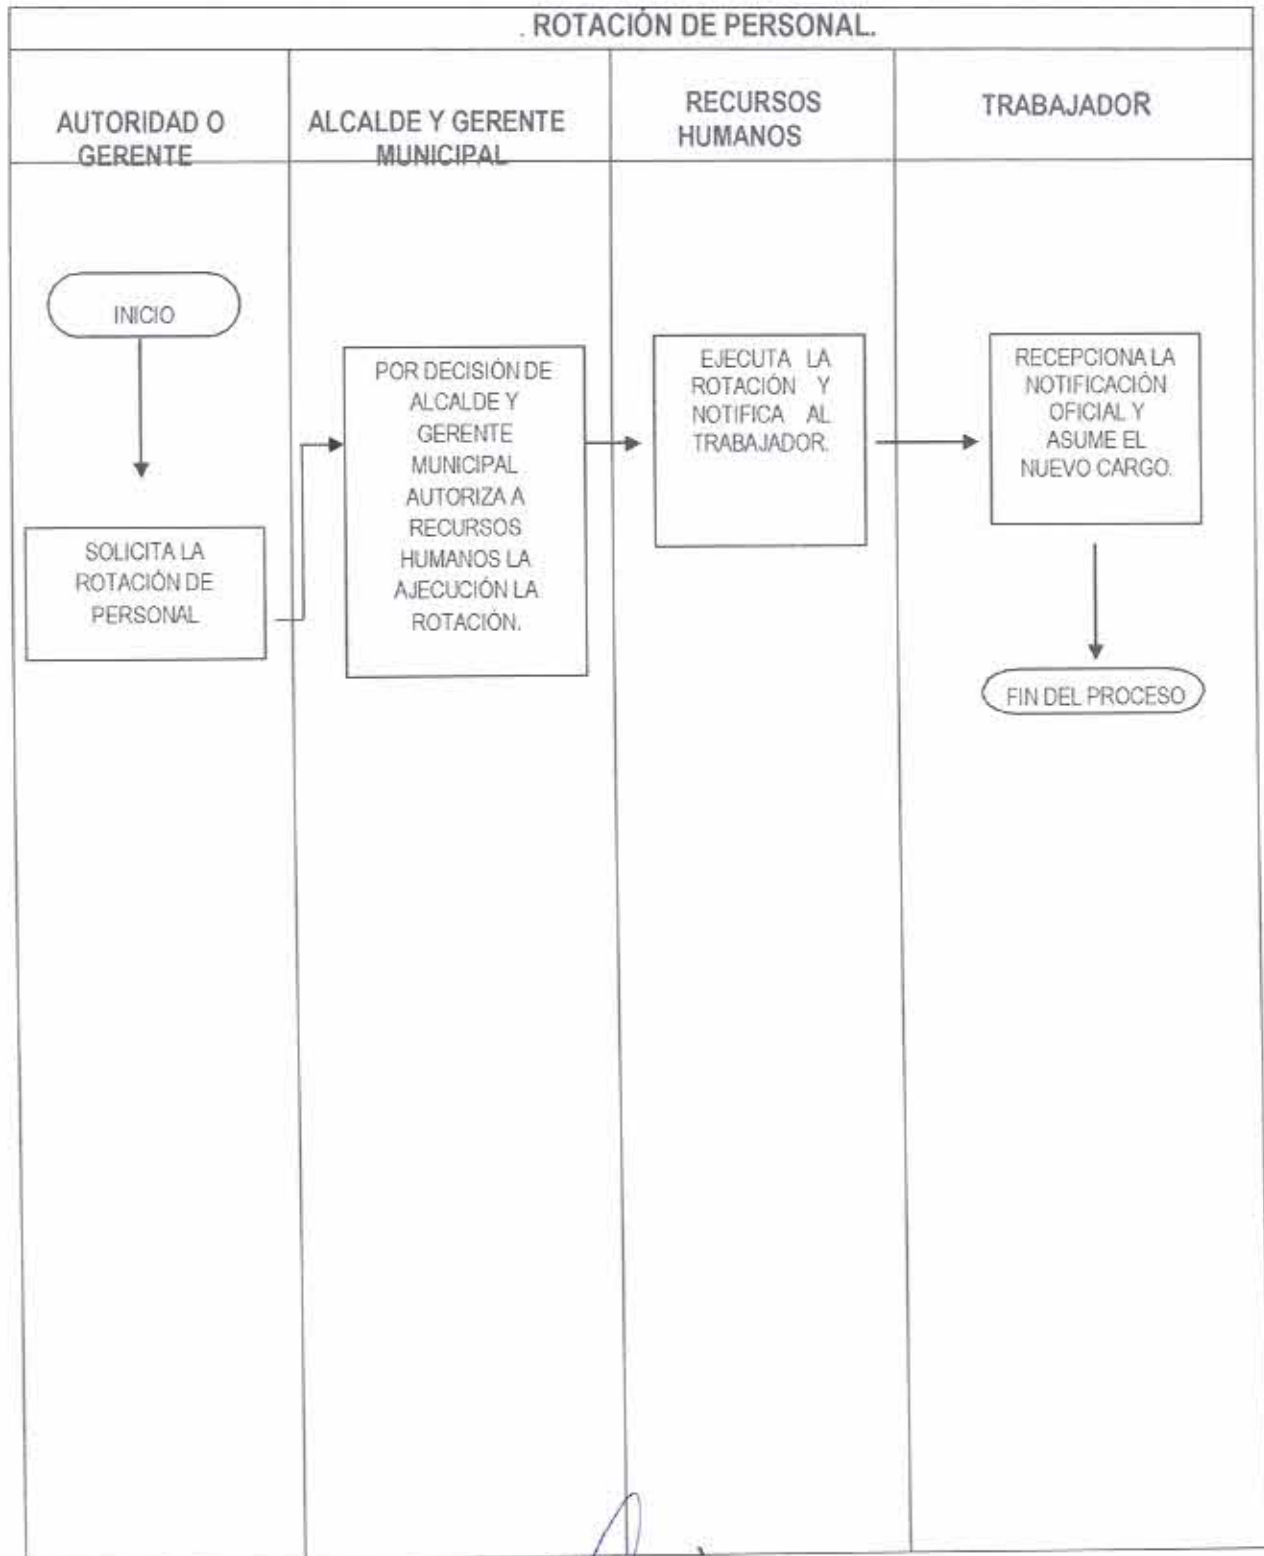 . ROTACIÓN DE PERSONAL.
AUTORIDAD O
GERENTE
ALCALDE Y GERENTE
MUNICIPAL
RECURSOS
HUMANOS
TRABAJADOR
INICIO
SOLICITA LA
ROTACIÓN DE
PERSONAL
POR DECISIÓN DE
ALCALDE Y
GERENTE
MUNICIPAL
AUTORIZA A
RECURSOS
HUMANOS LA
AJECUCIÓN LA
ROTACIÓN.
EJECUTA LA
ROTACIÓN Y
NOTIFICA AL
TRABAJADOR.
RECEPCIONA LA
NOTIFICACIÓN
OFICIAL Y
ASUME EL
NUEVO CARGO.
FIN DEL PROCESO